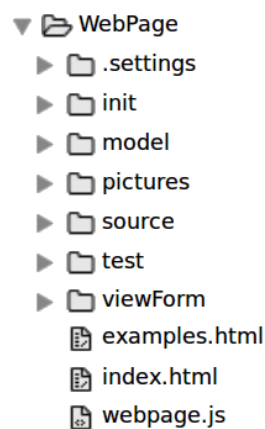 WebPage
.settings
init
model
pictures
source
test
viewForm
examples.html
index.html
webpage.js